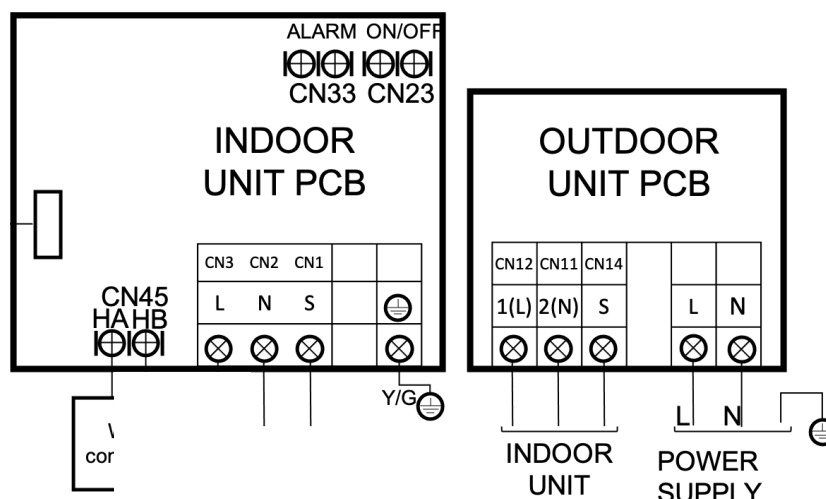 ALARM ON/OFF
CN33 CN23
INDOOR
UNIT PCB
CN3 CN2 CN1
L N S
CN45
HA HB
Y/G
OUTDOOR
UNIT PCB
CN12 CN11 CN14
1(L) 2(N) S L N
L N
INDOOR
UNIT
POWER
SUPPLY